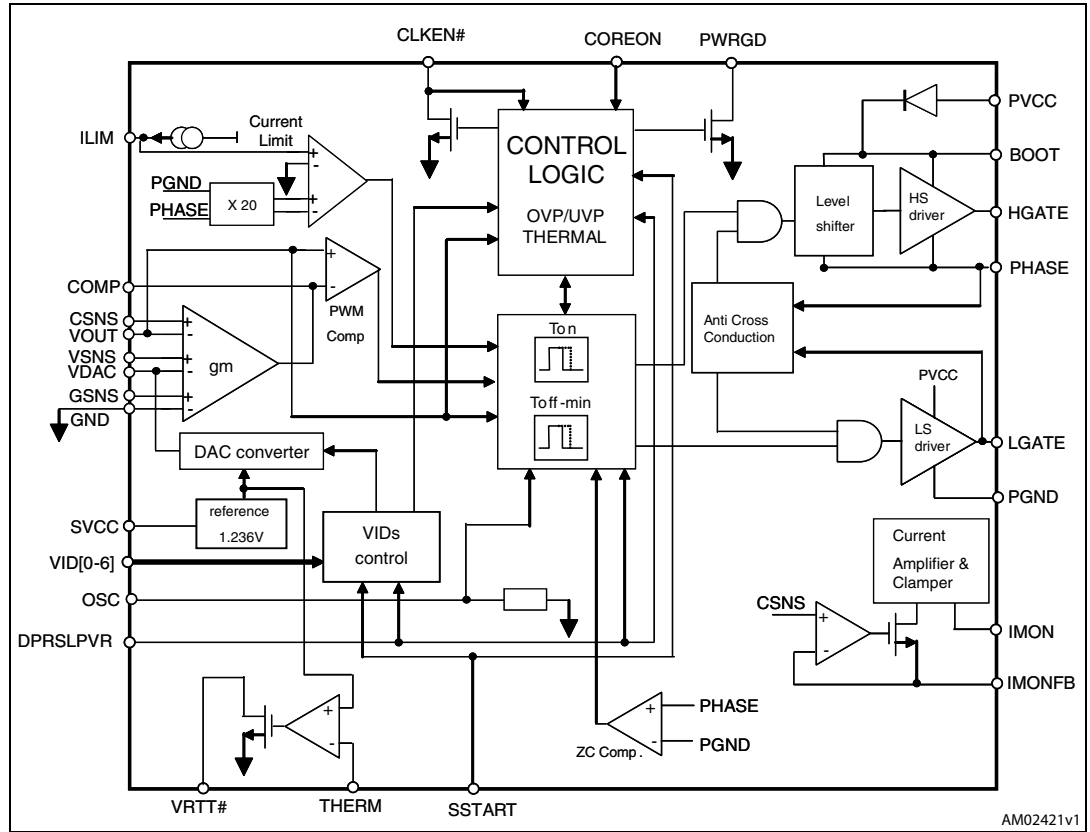 CLKEN#
COREON
PWRGD
PVCC
ILIM
Current
Limit
+
-
PGND
PHASE
X 20
+
-
CONTROL
LOGIC
OVP/UVP
THERMAL
Level
shifter
HS
driver
BOOT
HGATE
PHASE
COMP
CSNS
VOUT
VSNS
VDAC
GSNS
GND
+
-
+
-
+
-
gm
+
-
PWM
Comp
Ton
Toff-min
Anti Cross
Conduction
PVCC
LS
driver
LGATE
PGND
DAC converter
reference
1.236V
SVCC
VID[0-6]
OSC
DPRSLPVR
VIDs
control
Current
Amplifier &
Clamper
CSNS
+
-
IMON
IMONFB
+
-
+
-
PHASE
PGND
ZC Comp.
VRTT#
THERM
SSTART
AM02421v1